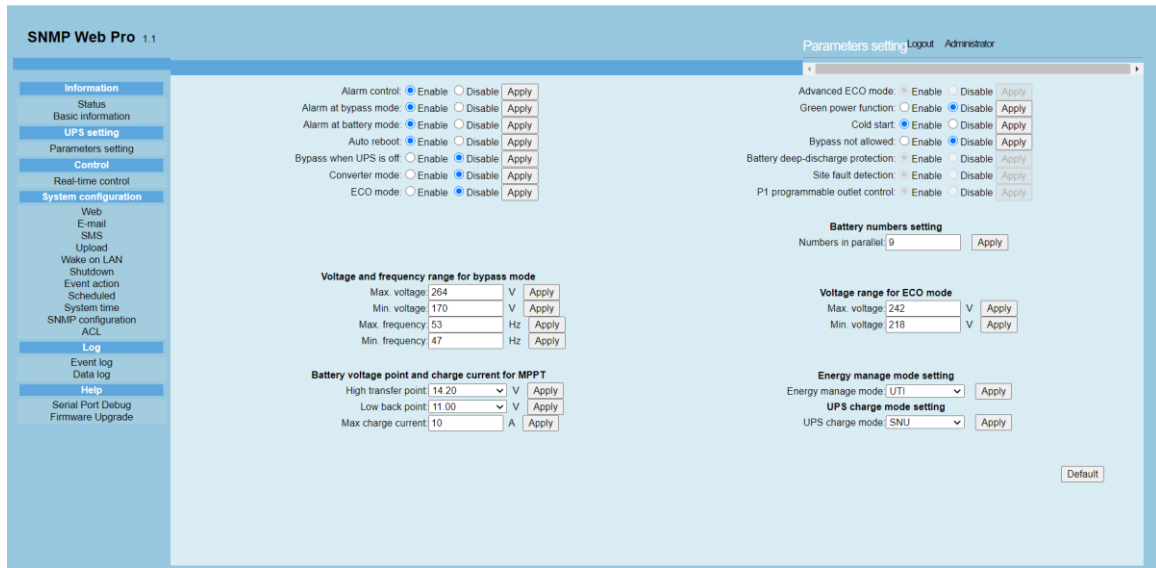 SNMP Web Pro 1.1
Parameters setting Logout Administrator
Information
Status
Basic information
UPS setting
Parameters setting
Control
Real-time control
System configuration
Web
E-mail
SMS
Upload
Wake on LAN
Shutdown
Event action
Scheduled
System time
SNMP configuration
ACL
Log
Event log
Data log
Help
Serial Port Debug
Firmware Upgrade
Alarm control: Enable Disable Apply
Alarm at bypass mode: Enable Disable Apply
Alarm at battery mode: Enable Disable Apply
Auto reboot: Enable Disable Apply
Bypass when UPS is off: Enable Disable Apply
Converter mode: Enable Disable Apply
ECO mode: Enable Disable Apply
Voltage and frequency range for bypass mode
Max. voltage: 264 V Apply
Min. voltage: 170 V Apply
Max. frequency: 53 Hz Apply
Min. frequency: 47 Hz Apply
Battery voltage point and charge current for MPPT
High transfer point: 14.20 V Apply
Low back point: 11.00 V Apply
Max charge current: 10 A Apply
Advanced ECO mode: Enable Disable Apply
Green power function: Enable Disable Apply
Cold start: Enable Disable Apply
Bypass not allowed: Enable Disable Apply
Battery deep-discharge protection: Enable Disable Apply
Site fault detection: Enable Disable Apply
P1 programmable outlet control: Enable Disable Apply
Battery numbers setting
Numbers in parallel: 9 Apply
Voltage range for ECO mode
Max. voltage: 242 V Apply
Min. voltage: 218 V Apply
Energy manage mode setting
Energy manage mode: UTI Apply
UPS charge mode setting
UPS charge mode: SNU Apply
Default